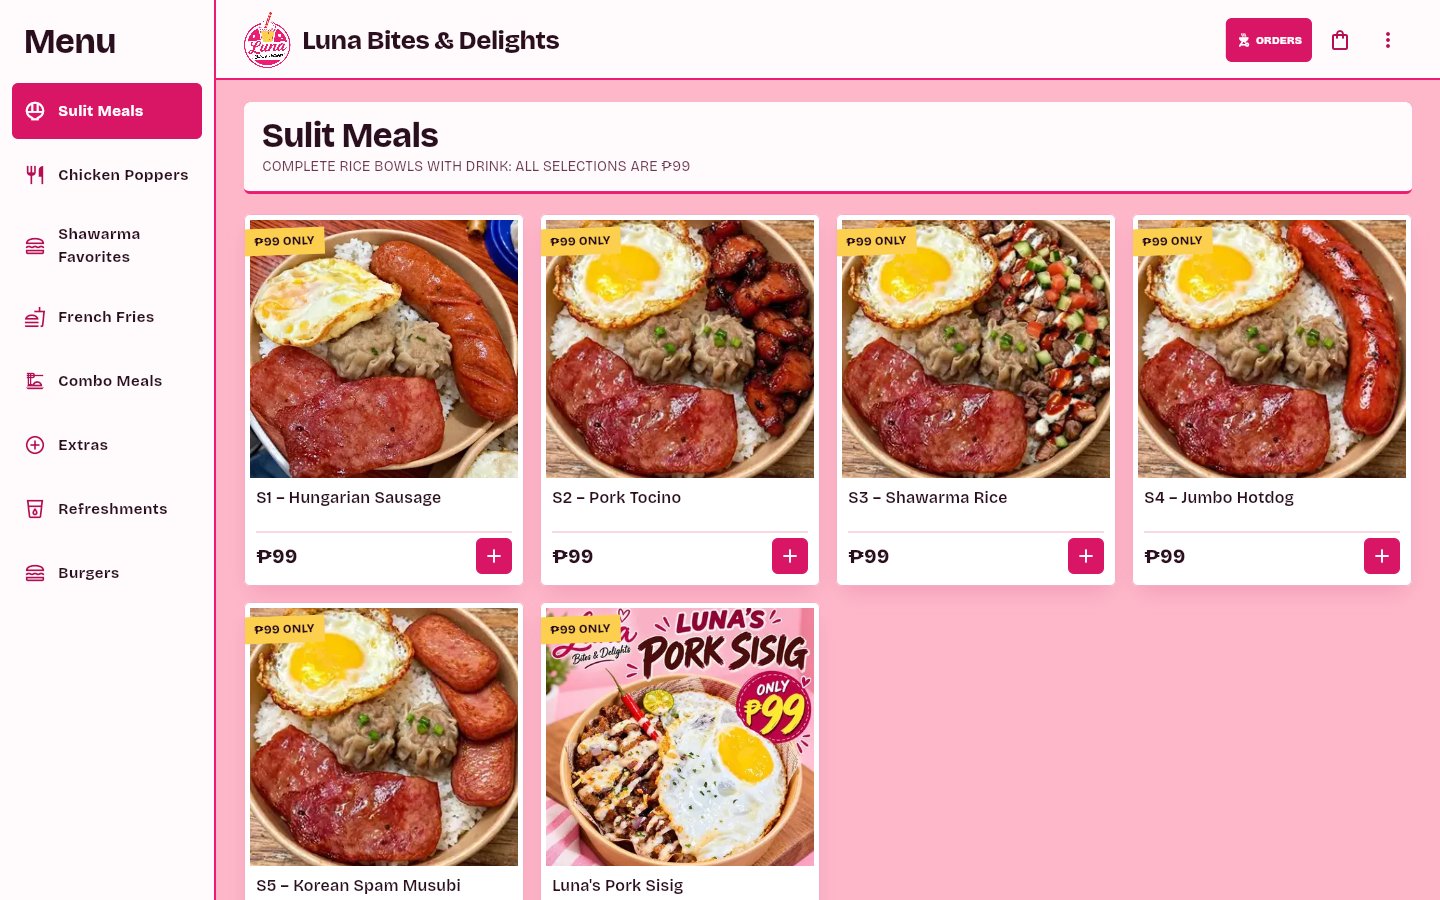 Menu
Sulit Meals
Chicken Poppers
Shawarma
Favorites
French Fries
Combo Meals
Extras
Refreshments
Burgers
Luna
Luna Bites & Delights
ORDERS
Sulit Meals
COMPLETE RICE BOWLS WITH DRINK: ALL SELECTIONS ARE ₱99
₱99 ONLY
S1 – Hungarian Sausage
₱99
₱99 ONLY
S2 – Pork Tocino
₱99
₱99 ONLY
S3 – Shawarma Rice
₱99
₱99 ONLY
S4 – Jumbo Hotdog
₱99
₱99 ONLY
S5 – Korean Spam Musubi
₱99 ONLY
Bites & Delights
LUNA'S
PORK SISIG
ONLY
₱99
Luna's Pork Sisig